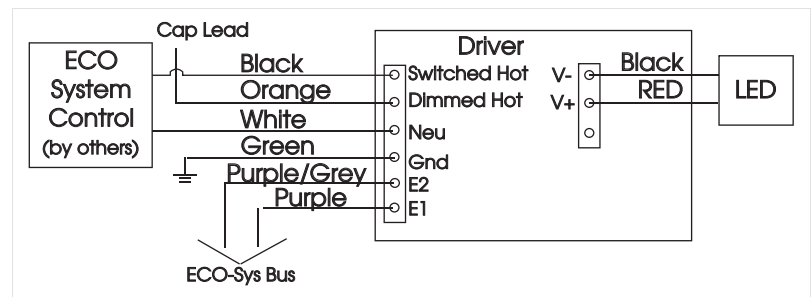 Cap Lead
ECO
System
Control
(by others)
Black
Orange
White
Green
Purple/Grey
Purple
ECO-Sys Bus
Driver
Switched Hot
Dimmed Hot
Neu
Gnd
E2
E1
V-
V+
Black
RED
LED